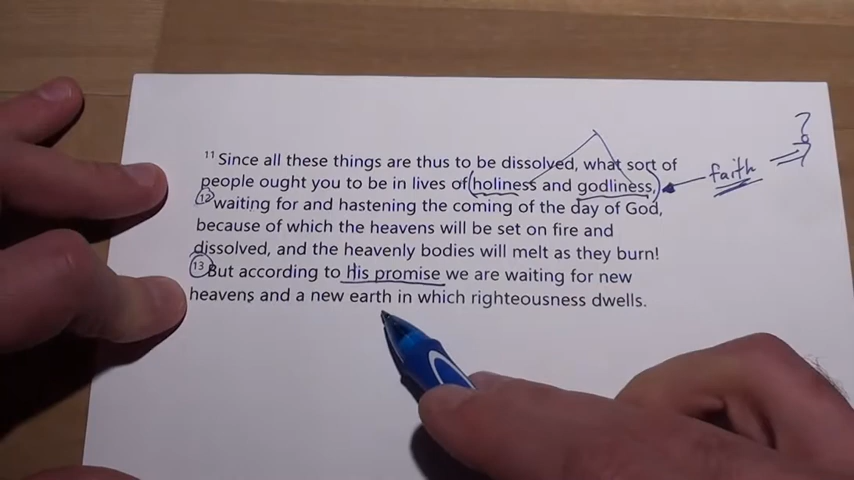 11 Since all these things are thus to be dissolved, what sort of
people ought you to be in lives of holiness and godliness,
12 waiting for and hastening the coming of the day of God,
because of which the heavens will be set on fire and
dissolved, and the heavenly bodies will melt as they burn!
13 But according to His promise we are waiting for new
heavens and a new earth in which righteousness dwells.
faith
?